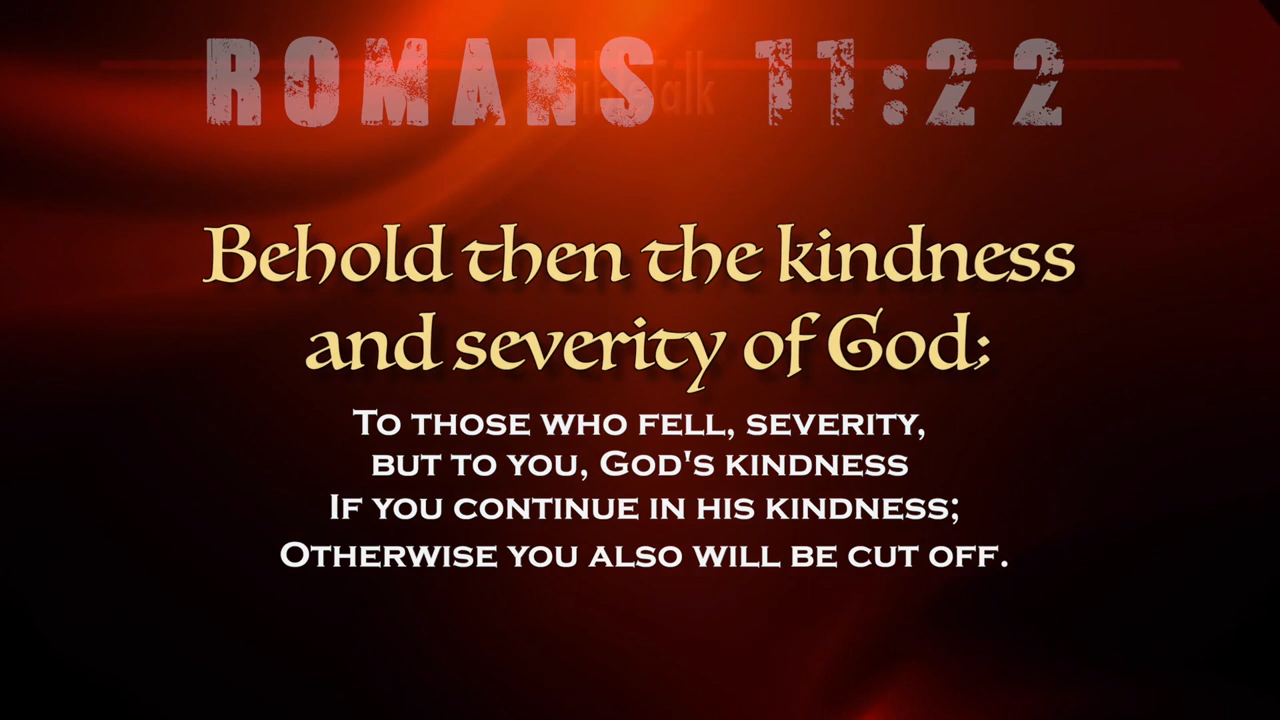 ROMANS 11:22
Behold then the kindness
and severity of God;
To those who fell, severity,
but to you, God's kindness
If you continue in his kindness;
Otherwise you also will be cut off.